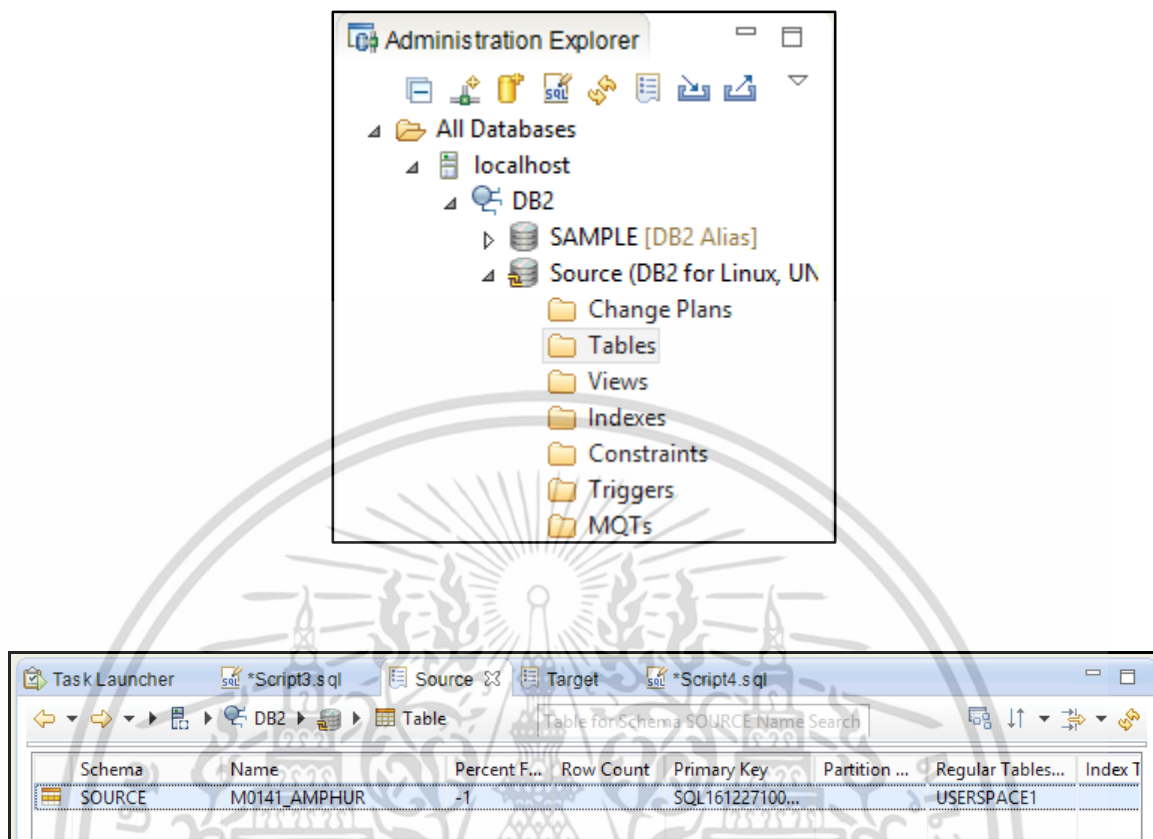 Administration Explorer
SQL
All Databases
localhost
DB2
SAMPLE [DB2 Alias]
Source (DB2 for Linux, UN
Change Plans
Tables
Views
Indexes
Constraints
Triggers
MQTs
Task Launcher *Script3.sql Source Target *Script4.sql
DB2 Table Table for Schema SOURCE Name Search
Schema Name Percent F... Row Count Primary Key Partition ... Regular Tables... Index T
SOURCE M0141_AMPHUR -1 SQL161227100... USERSPACE1